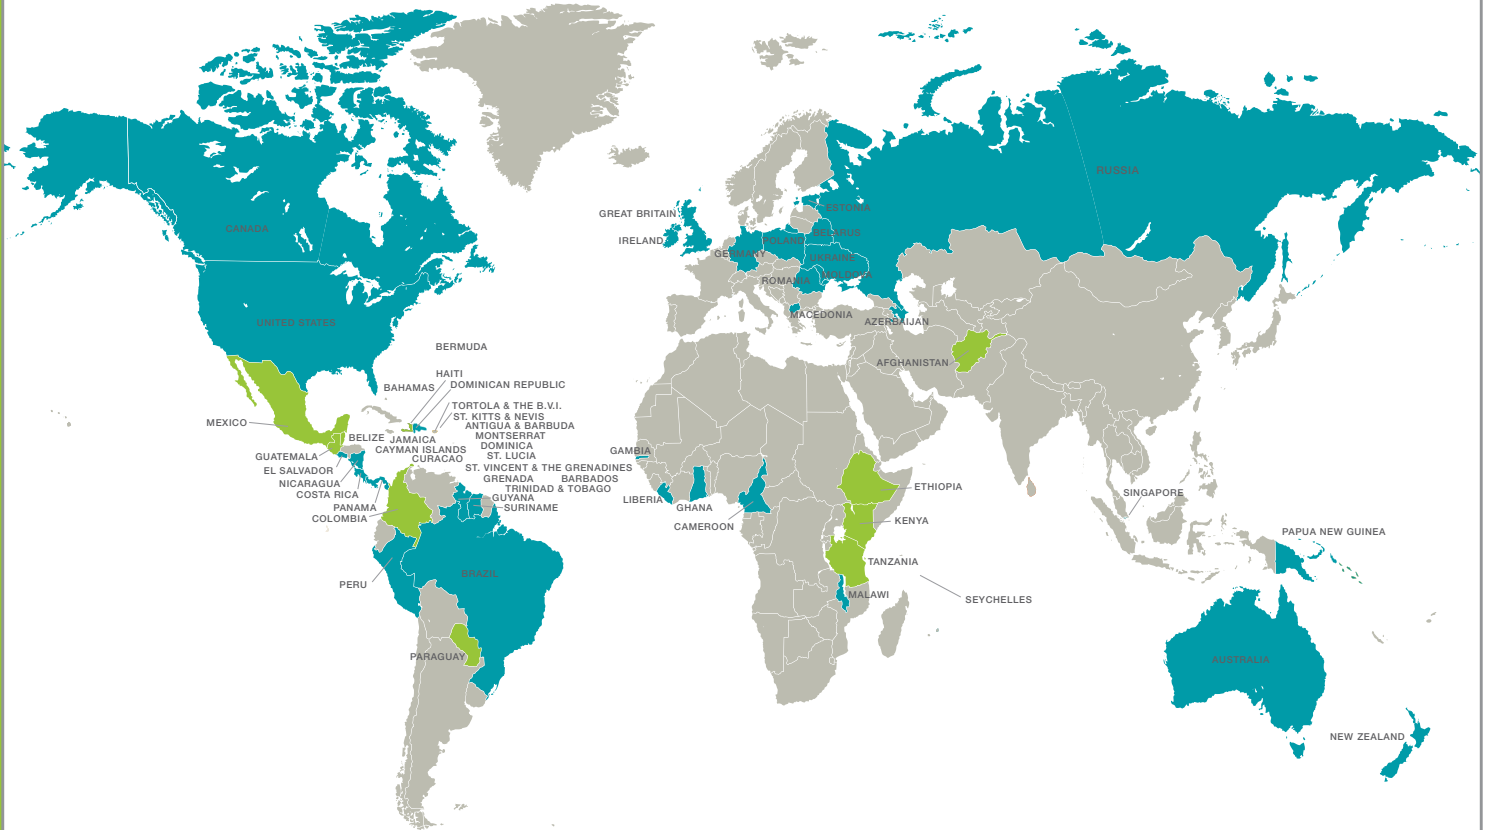 RUSSIA
CANADA
GREAT BRITAIN
ESTONIA
IRELAND
POLAND
BELARUS
GERMANY
UKRAINE
ROMANIA
MOLDOVA
UNITED STATES
MACEDONIA
AZERBAIJAN
BERMUDA
AFGHANISTAN
HAITI
BAHAMAS
DOMINICAN REPUBLIC
TORTOLA & THE B.V.I.
ST. KITTS & NEVIS
MEXICO
ANTIGUA & BARBUDA
BELIZE
JAMAICA
MONTSERRAT
CAYMAN ISLANDS
DOMINICA
GUATEMALA
CURACAO
ST. LUCIA
GAMBIA
EL SALVADOR
ST. VINCENT & THE GRENADINES
NICARAGUA
GRENADA
BARBADOS
COSTA RICA
TRINIDAD & TOBAGO
ETHIOPIA
SINGAPORE
GUYANA
LIBERIA
PANAMA
SURINAME
GHANA
COLOMBIA
CAMEROON
KENYA
PAPUA NEW GUINEA
TANZANIA
BRAZIL
PERU
MALAWI
SEYCHELLES
PARAGUAY
AUSTRALIA
NEW ZEALAND